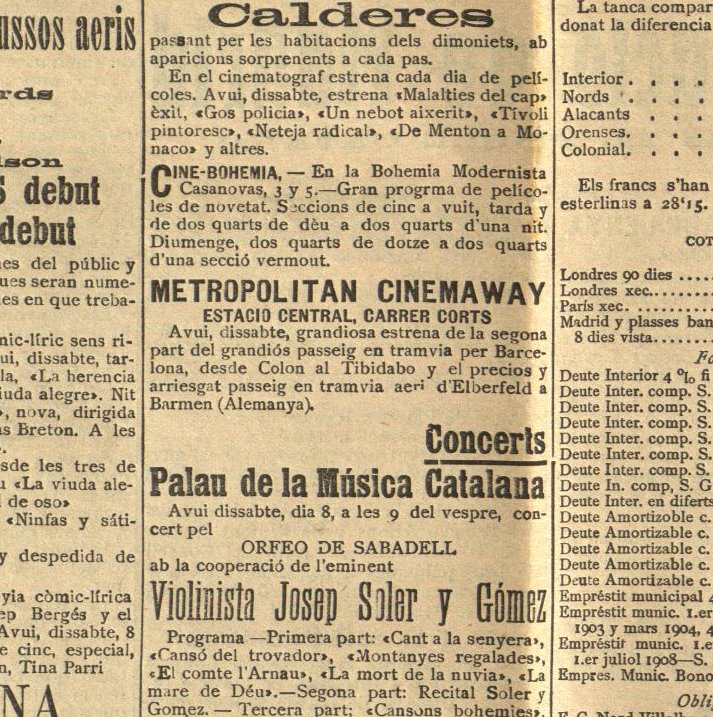 ussos aeris
rds
lson
S debut
debut
es del públic y
ues seran nume-
es en que treba-
mic-líric sens ri-
ui, dissabte, tar-
la, «La herencia
iuda alegre». Nit
», nova, dirigida
as Breton. A les
sde les tres de
u «La viuda ale-
l de oso»
«Ninfas y sáti-
y despedida de
yia còmic-lírica
ep Bergés y el
Avui, dissabte, 8
e cinc, especial,
n, Tina Parri
NA
Calderes
passant per les habitacions dels dimoniets, ab
aparicions sorprenents a cada pas.
En el cinematograf estrena cada dia de pelí-
coles. Avui, dissabte, estrena «Malalties del cap»
èxit, «Gos policia», «Un nebot aixerit», «Tívoli
pintoresc», «Neteja radical», «De Menton a Mo-
naco» y altres.
CINE-BOHEMIA, — En la Bohemia Modernista
Casanovas, 3 y 5.—Gran progrma de pelíco-
les de novetat. Seccions de cinc a vuit, tarda y
de dos quarts de dèu a dos quarts d'una nit.
Diumenge, dos quarts de dotze a dos quarts
d'una secció vermout.
METROPOLITAN CINEMAWAY
ESTACIO CENTRAL, CARRER CORTS
Avui, dissabte, grandiosa estrena de la segona
part del grandiós passeig en tramvia per Barce-
lona, desde Colon al Tibidabo y el precios y
arriesgat passeig en tramvia aeri d'Elberfeld a
Barmen (Alemanya).
Concerts
Palau de la Música Catalana
Avui dissabte, dia 8, a les 9 del vespre, con-
cert pel
ORFEO DE SABADELL
ab la cooperació de l'eminent
Violinista Josep Soler y Gómez
Programa —Primera part: «Cant a la senyera»,
«Cansó del trovador», «Montanyes regalades»,
«El comte l'Arnau», «La mort de la nuvia», «La
mare de Déu».—Segona part: Recital Soler y
Gomez. — Tercera part: «Cansons bohemies»,
La tanca compar
donat la diferencia
Interior . . . .
Nords . . . .
Alacants . . . .
Orenses. . . . .
Colonial. . . . .
Els francs s'han
esterlinas a 28'15.
COT
Londres 90 dies ....
Londres xec.........
París xec. ..........
Madrid y plasses ban
8 dies vista........
Fo
Deute Interior 4 % fi
Deute Inter. comp. S.
Deute Inter. comp. S.
Deute Inter. comp. S.
Deute Inter. comp. S.
Deute Inter. comp. S.
Deute Inter. comp. S.
Deute In. comp, S. G
Deute Inter. en diferts
Deute Amortizable c.
Deute Amortizable c.
Deute Amortizable c.
Deute Amortizable c.
Deute Amortizable c.
Empréstit municipal 4
Empréstit munic. 1.er
1903 y mars 1904, 4
Empréstit munic. 1.e
1.er juliol 1908—S.
Empres. Munic. Bono
Oblig